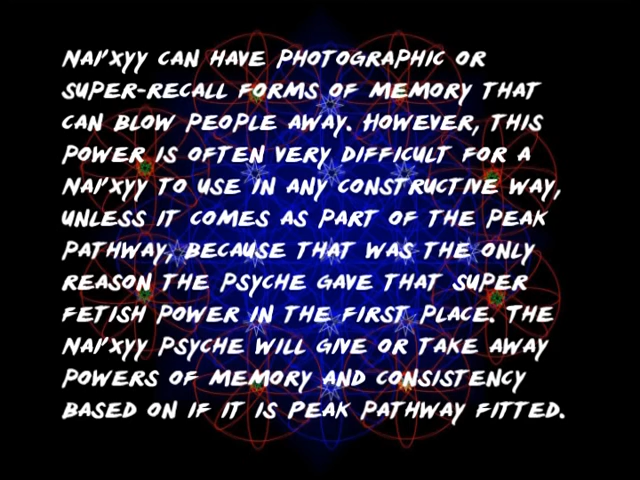 NAI'XYY CAN HAVE PHOTOGRAPHIC OR
SUPER-RECALL FORMS OF MEMORY THAT
CAN BLOW PEOPLE AWAY. HOWEVER, THIS
POWER IS OFTEN VERY DIFFICULT FOR A
NAI'XYY TO USE IN ANY CONSTRUCTIVE WAY,
UNLESS IT COMES AS PART OF THE PEAK
PATHWAY, BECAUSE THAT WAS THE ONLY
REASON THE PSYCHE GAVE THAT SUPER
FETISH POWER IN THE FIRST PLACE. THE
NAI'XYY PSYCHE WILL GIVE OR TAKE AWAY
POWERS OF MEMORY AND CONSISTENCY
BASED ON IF IT IS PEAK PATHWAY FITTED.